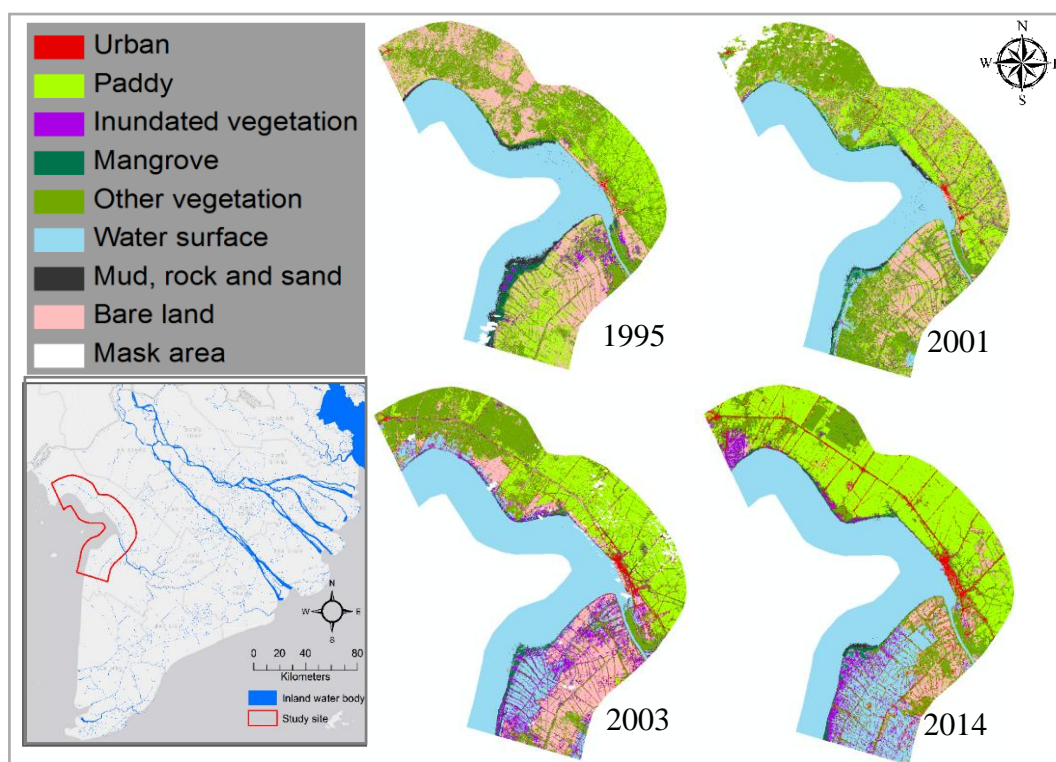 Urban
Paddy
Inundated vegetation
Mangrove
Other vegetation
Water surface
Mud, rock and sand
Bare land
Mask area
N
W E
S
1995
2001
2003
2014
N
W E
S
0 20 40 60 80
Kilometers
Inland water body
Study site